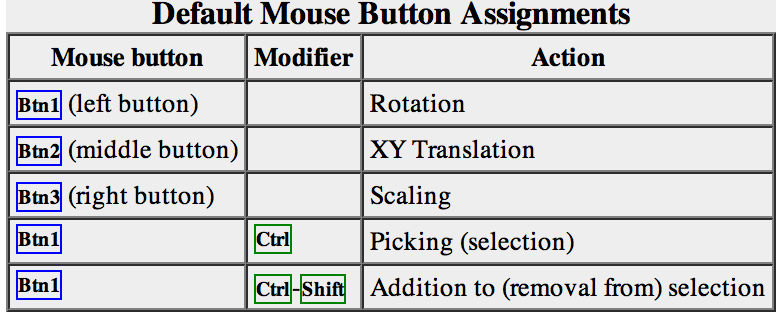 Default Mouse Button Assignments
Mouse button Modifier Action
Btn1 (left button) Rotation
Btn2 (middle button) XY Translation
Btn3 (right button) Scaling
Btn1 Ctrl Picking (selection)
Btn1 Ctrl-Shift Addition to (removal from) selection